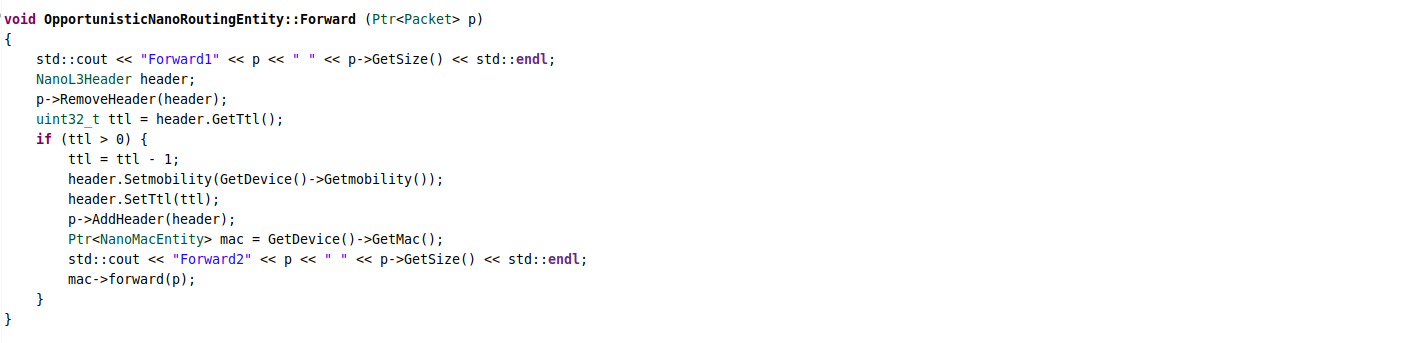 void OpportunisticNanoRoutingEntity::Forward (Ptr<Packet> p)
{
    std::cout << "Forward1" << p << " " << p->GetSize() << std::endl;
    NanoL3Header header;
    p->RemoveHeader(header);
    uint32_t ttl = header.GetTtl();
    if (ttl > 0) {
        ttl = ttl - 1;
        header.Setmobility(GetDevice()->Getmobility());
        header.SetTtl(ttl);
        p->AddHeader(header);
        Ptr<NanoMacEntity> mac = GetDevice()->GetMac();
        std::cout << "Forward2" << p << " " << p->GetSize() << std::endl;
        mac->forward(p);
    }
}